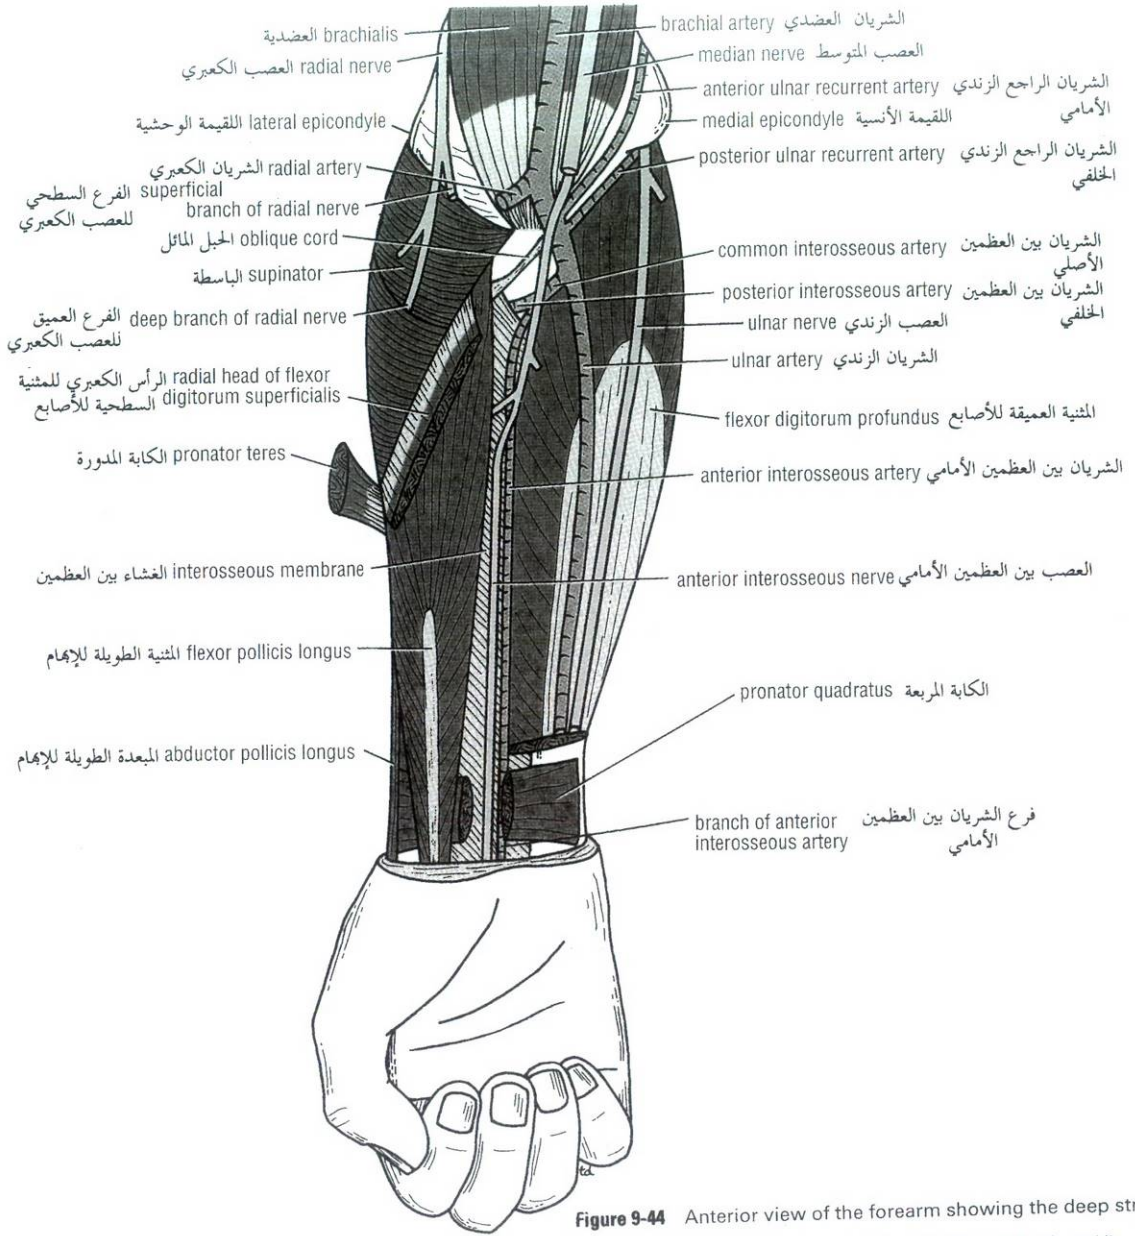 العضدية brachialis
العصب الكعبري radial nerve
اللقيمة الوحشية lateral epicondyle
الشريان الكعبري radial artery
الفرع السطحي superficial
للعصب الكعبري branch of radial nerve
الحبل المائل oblique cord
الباسطة supinator
الفرع العميق deep branch of radial nerve
للعصب الكعبري
الرأس الكعبري للمثنية radial head of flexor
السطحية للأصابع digitorum superficialis
الكابة المدورة pronator teres
الغشاء بين العظمين interosseous membrane
المثنية الطويلة للإبهام flexor pollicis longus
المبعدة الطويلة للإبهام abductor pollicis longus
brachial artery الشريان العضدي
median nerve العصب المتوسط
anterior ulnar recurrent artery الشريان الراجع الزندي
الأمامي
medial epicondyle اللقيمة الأنسية
posterior ulnar recurrent artery الشريان الراجع الزندي
الخلفي
common interosseous artery الشريان بين العظمين
الأصلي
posterior interosseous artery الشريان بين العظمين
الخلفي
ulnar nerve العصب الزندي
ulnar artery الشريان الزندي
flexor digitorum profundus المثنية العميقة للأصابع
anterior interosseous artery الشريان بين العظمين الأمامي
anterior interosseous nerve العصب بين العظمين الأمامي
pronator quadratus الكابة المربعة
branch of anterior فرع الشريان بين العظمين
interosseous artery الأمامي
td
Figure 9-44 Anterior view of the forearm showing the deep str